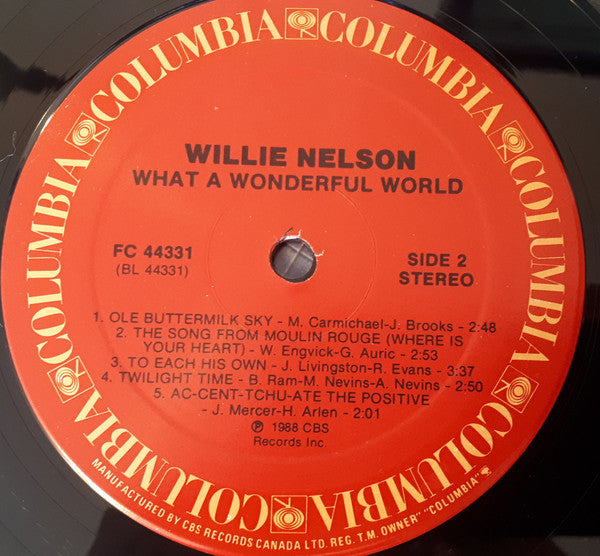 COLUMBIA COLUMBIA COLUMBIA COLUMBIA COLUMBIA COLUMBIA COLUMBIA COLUMBIA
WILLIE NELSON
WHAT A WONDERFUL WORLD
FC 44331
(BL 44331)
SIDE 2
STEREO
1. OLE BUTTERMILK SKY - M. Carmichael-J. Brooks - 2:48
2. THE SONG FROM MOULIN ROUGE (WHERE IS
YOUR HEART) - W. Engvick-G. Auric - 2:53
3. TO EACH HIS OWN - J. Livingston-R. Evans - 3:37
4. TWILIGHT TIME - B. Ram-M. Nevins-A. Nevins - 2:50
5. AC-CENT-TCHU-ATE THE POSITIVE
- J. Mercer-H. Arlen - 2:01
℗ 1988 CBS
Records Inc.
MANUFACTURED BY CBS RECORDS CANADA LTD. REG. T.M. OWNER" "COLUMBIA"